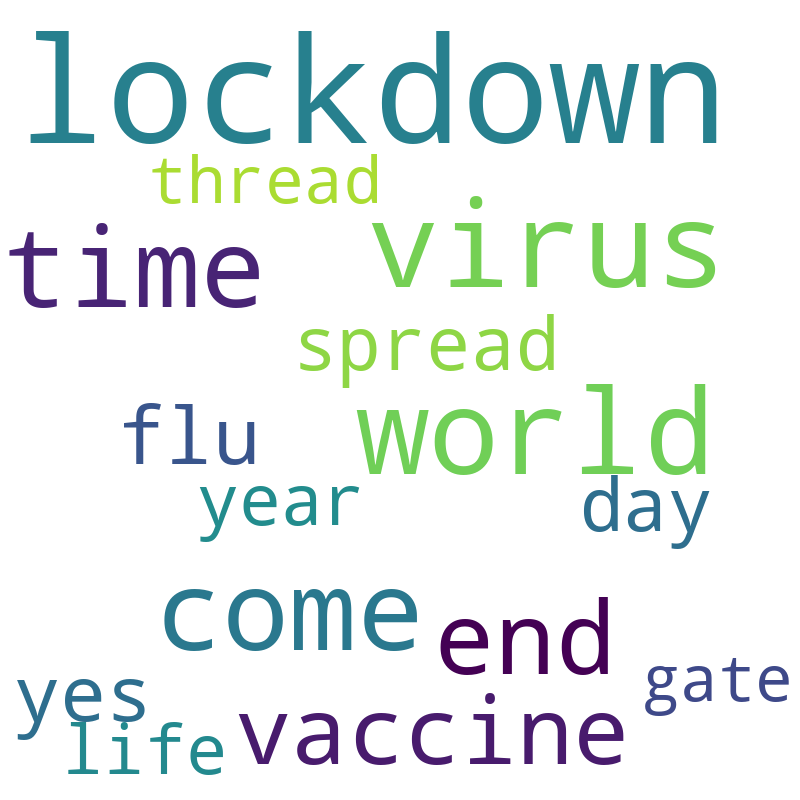 lockdown
thread
time virus
spread
flu world
year day
come end
yes gate
life vaccine